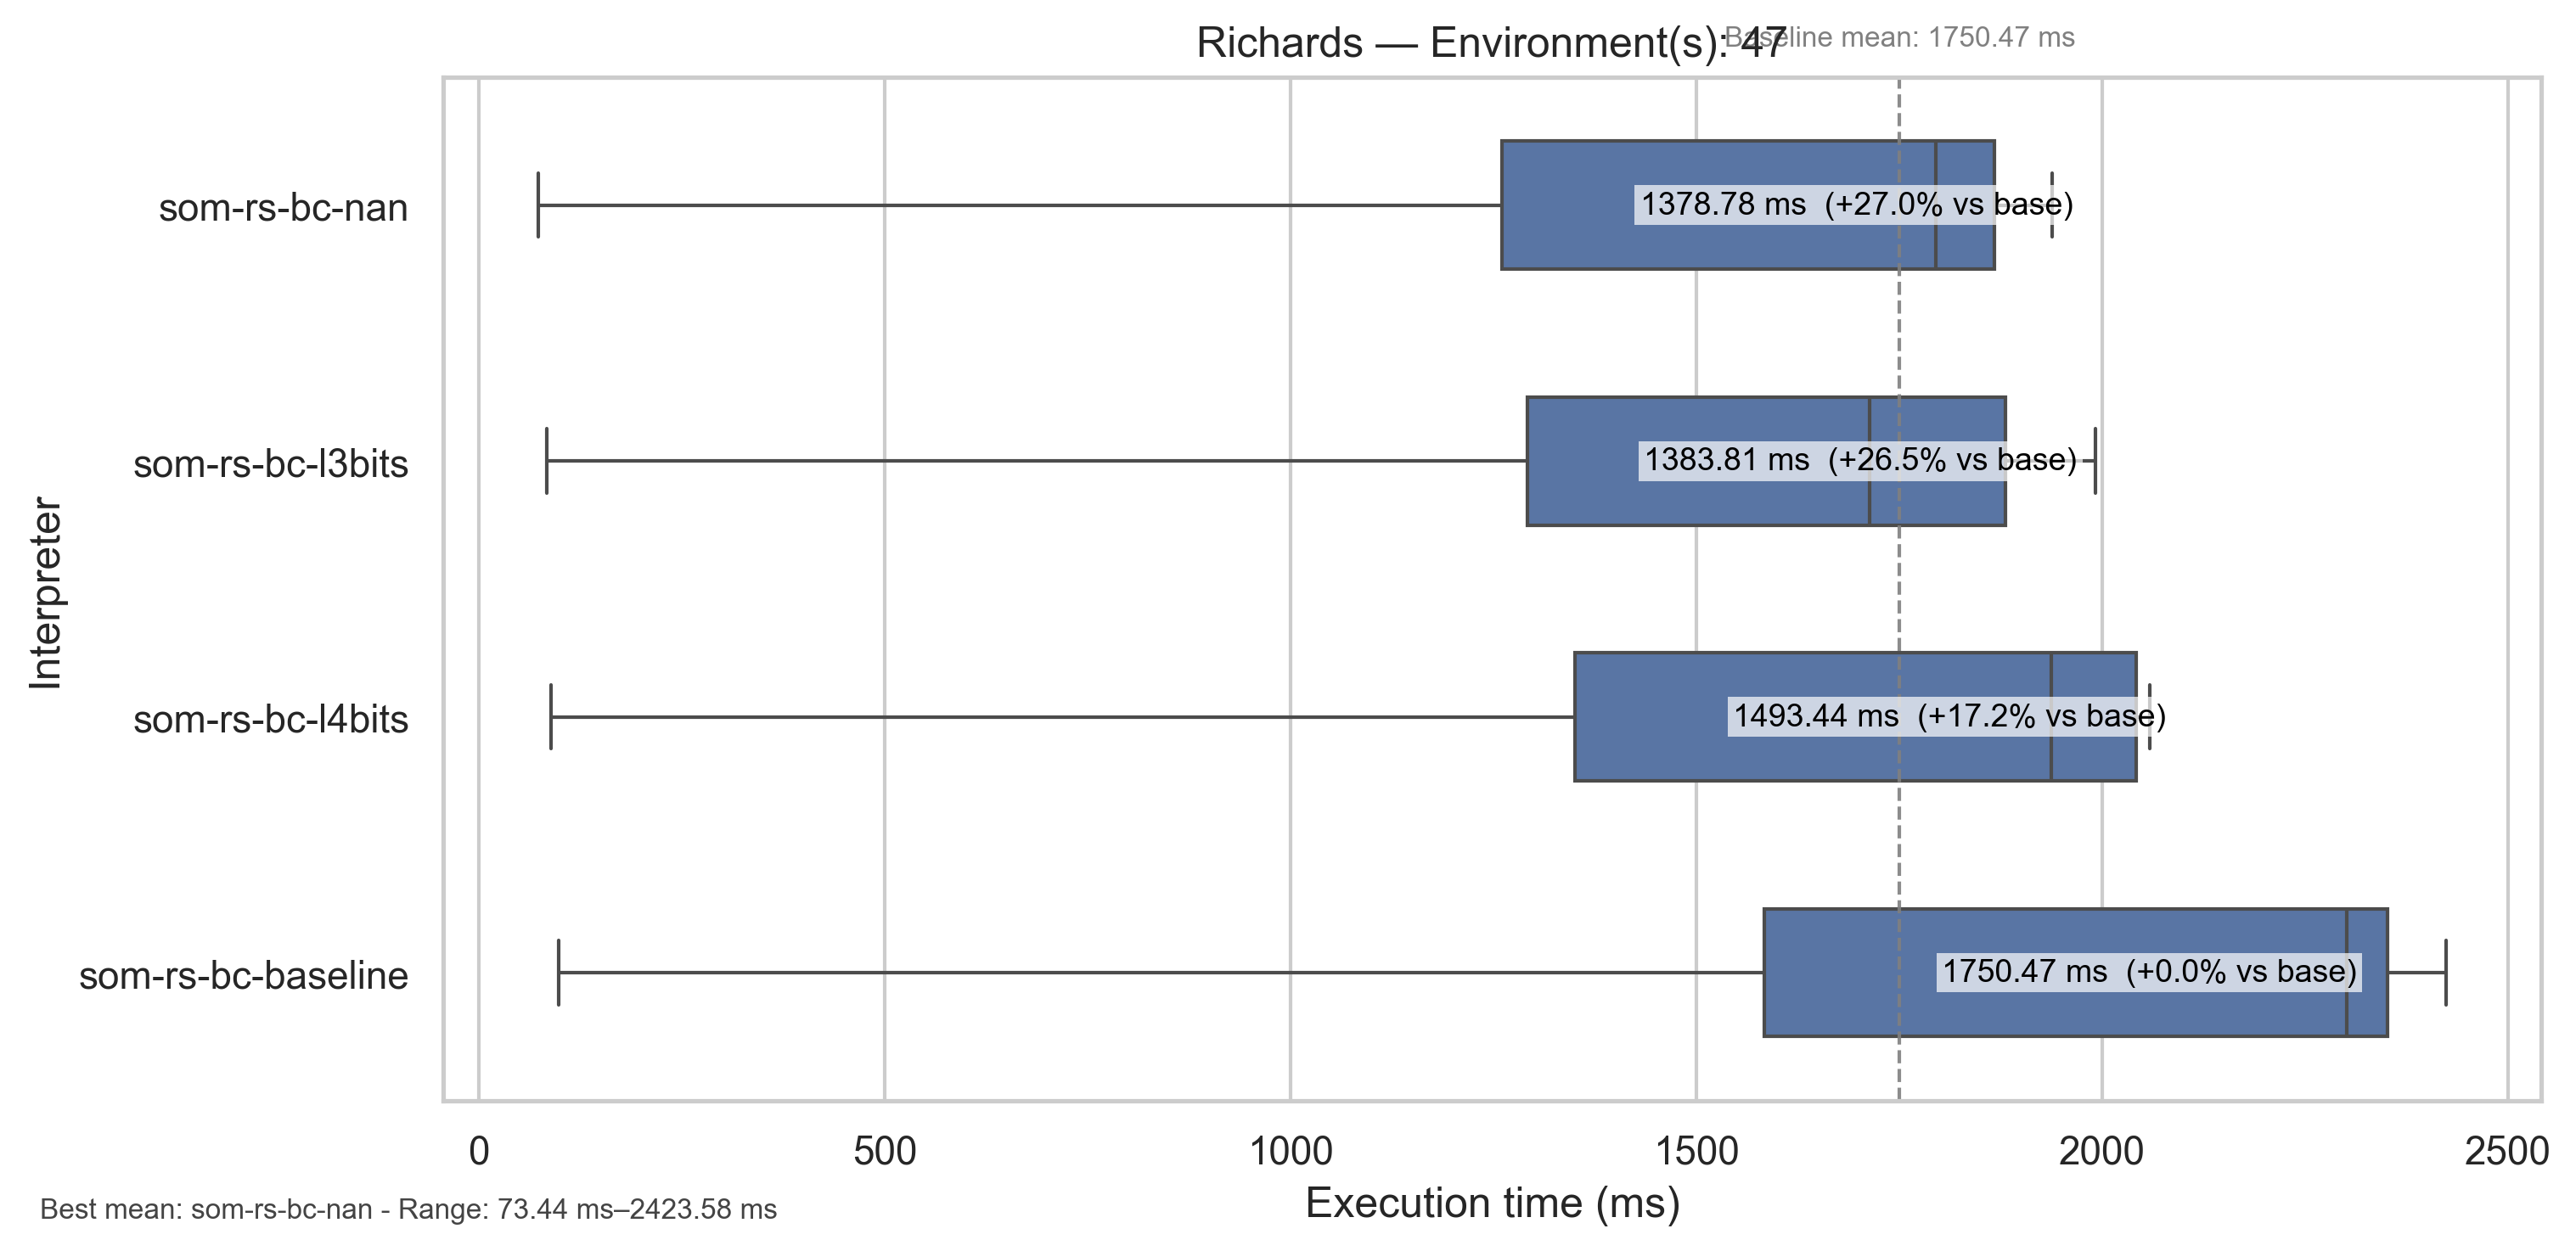 Richards — Environment(s): 47
Baseline mean: 1750.47 ms
Interpreter
som-rs-bc-nan
1378.78 ms (+27.0% vs base)
som-rs-bc-l3bits
1383.81 ms (+26.5% vs base)
som-rs-bc-l4bits
1493.44 ms (+17.2% vs base)
som-rs-bc-baseline
1750.47 ms (+0.0% vs base)
0 500 1000 1500 2000 2500
Execution time (ms)
Best mean: som-rs-bc-nan - Range: 73.44 ms–2423.58 ms